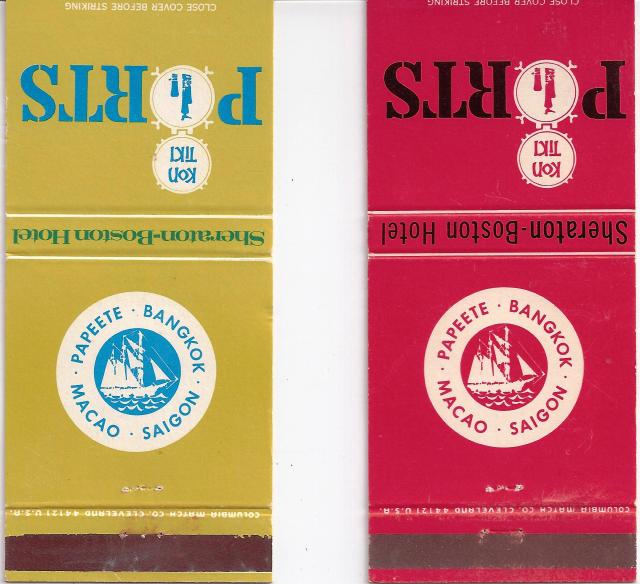 CLOSE COVER BEFORE STRIKING
PORTS
KON
TIKI
Sheraton-Boston Hotel
PAPEETE · BANGKOK ·
MACAO · SAIGON ·
COLUMBIA MATCH CO. CLEVELAND 44121 U.S.A.
CLOSE COVER BEFORE STRIKING
PORTS
KON
TIKI
Sheraton-Boston Hotel
PAPEETE · BANGKOK ·
MACAO · SAIGON ·
COLUMBIA MATCH CO. CLEVELAND 44121 U.S.A.